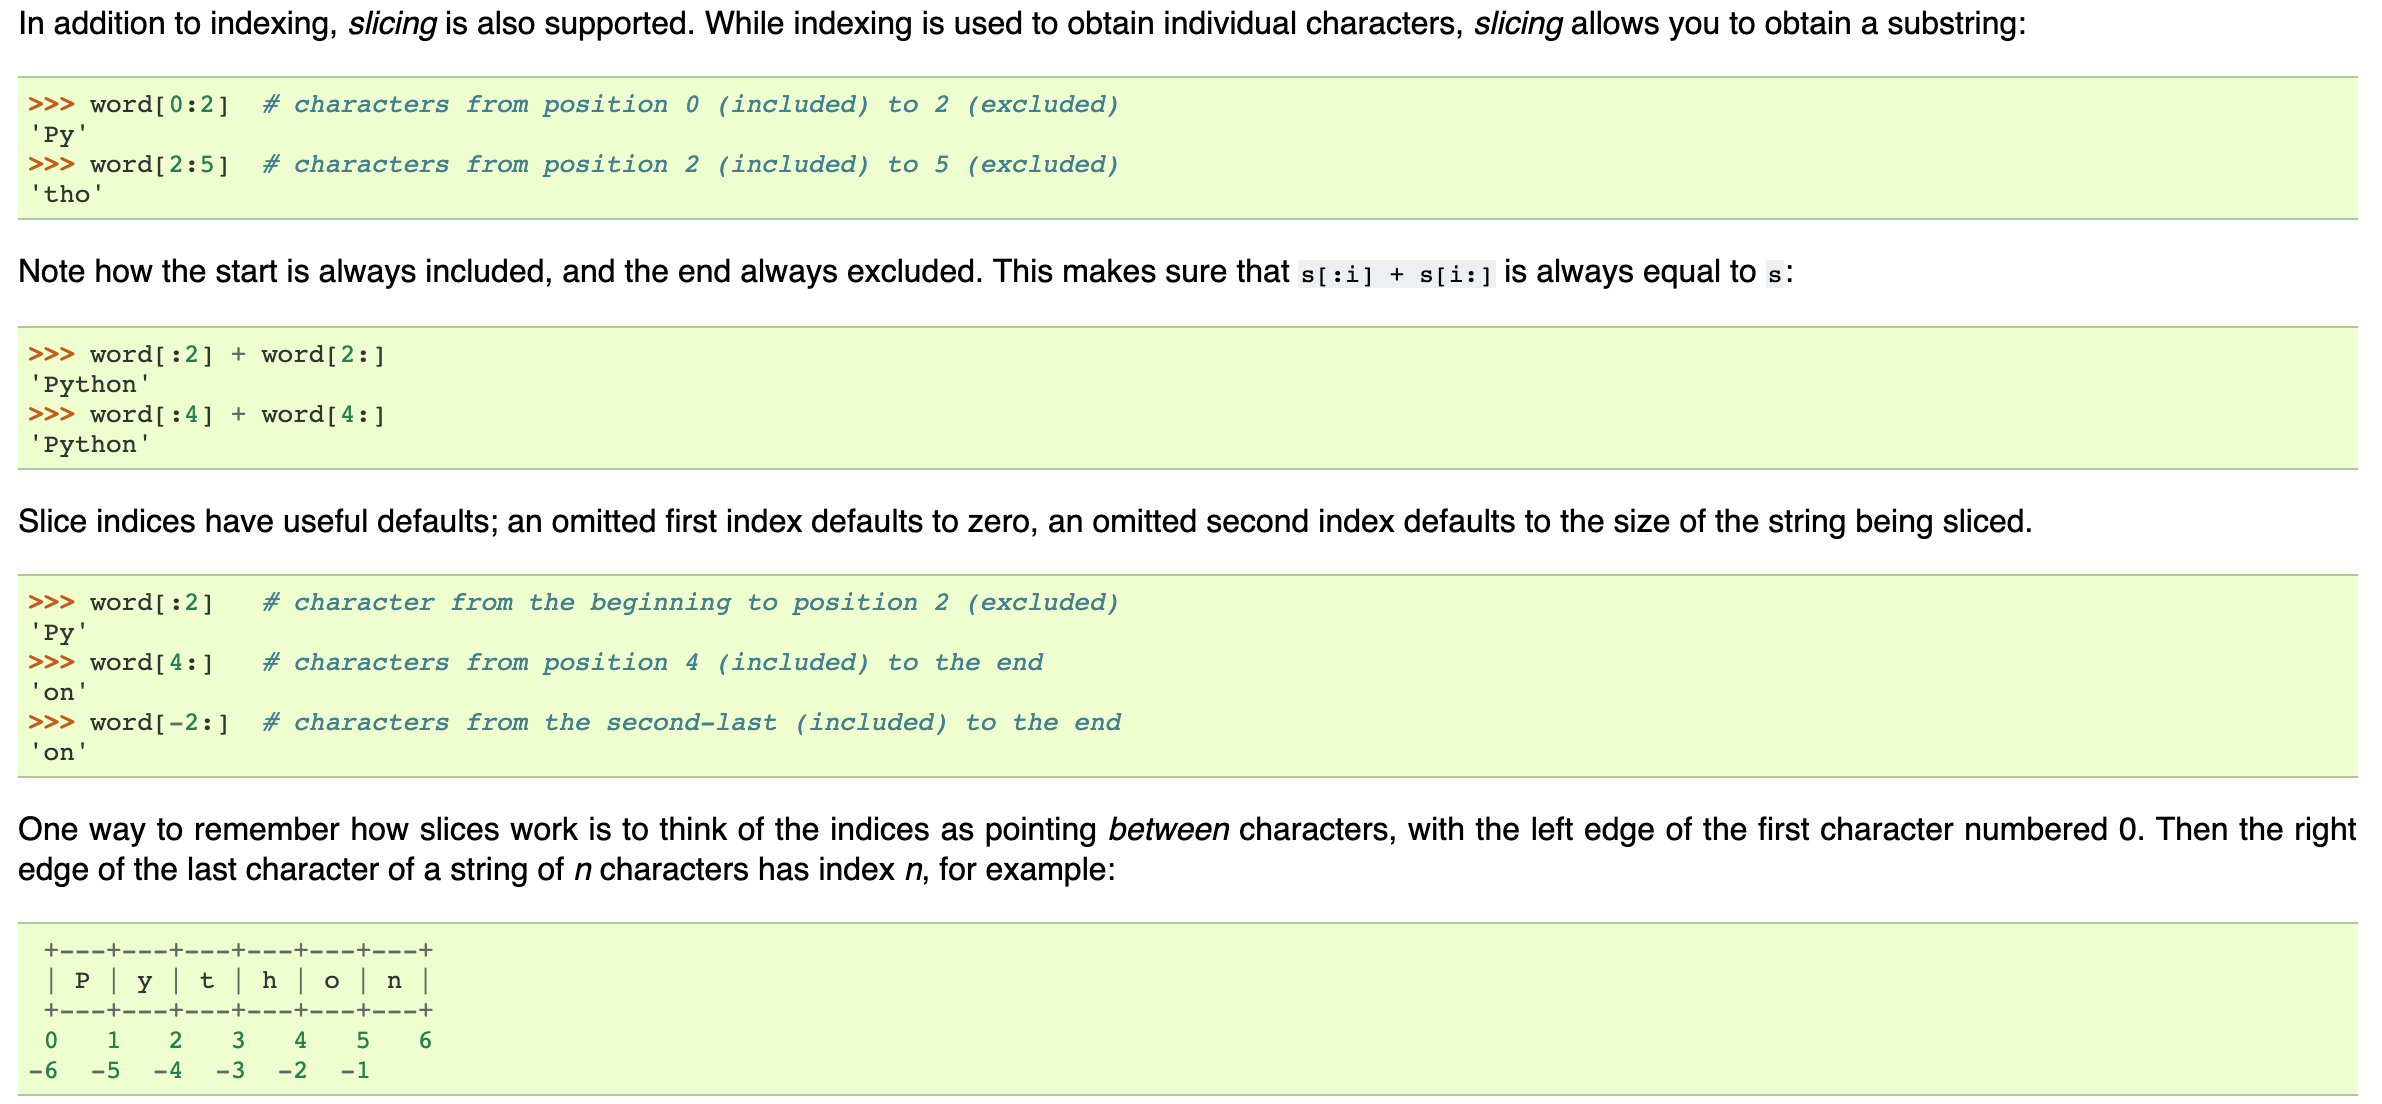 In addition to indexing, slicing is also supported. While indexing is used to obtain individual characters, slicing allows you to obtain a substring:
>>> word[0:2]  # characters from position 0 (included) to 2 (excluded)
'Py'
>>> word[2:5]  # characters from position 2 (included) to 5 (excluded)
'tho'
Note how the start is always included, and the end always excluded. This makes sure that s[:i] + s[i:] is always equal to s:
>>> word[:2] + word[2:]
'Python'
>>> word[:4] + word[4:]
'Python'
Slice indices have useful defaults; an omitted first index defaults to zero, an omitted second index defaults to the size of the string being sliced.
>>> word[:2]   # character from the beginning to position 2 (excluded)
'Py'
>>> word[4:]   # characters from position 4 (included) to the end
'on'
>>> word[-2:]  # characters from the second-last (included) to the end
'on'
One way to remember how slices work is to think of the indices as pointing between characters, with the left edge of the first character numbered 0. Then the right
edge of the last character of a string of n characters has index n, for example:
 +---+---+---+---+---+---+
 | P | y | t | h | o | n |
 +---+---+---+---+---+---+
 0   1   2   3   4   5   6
-6  -5  -4  -3  -2  -1